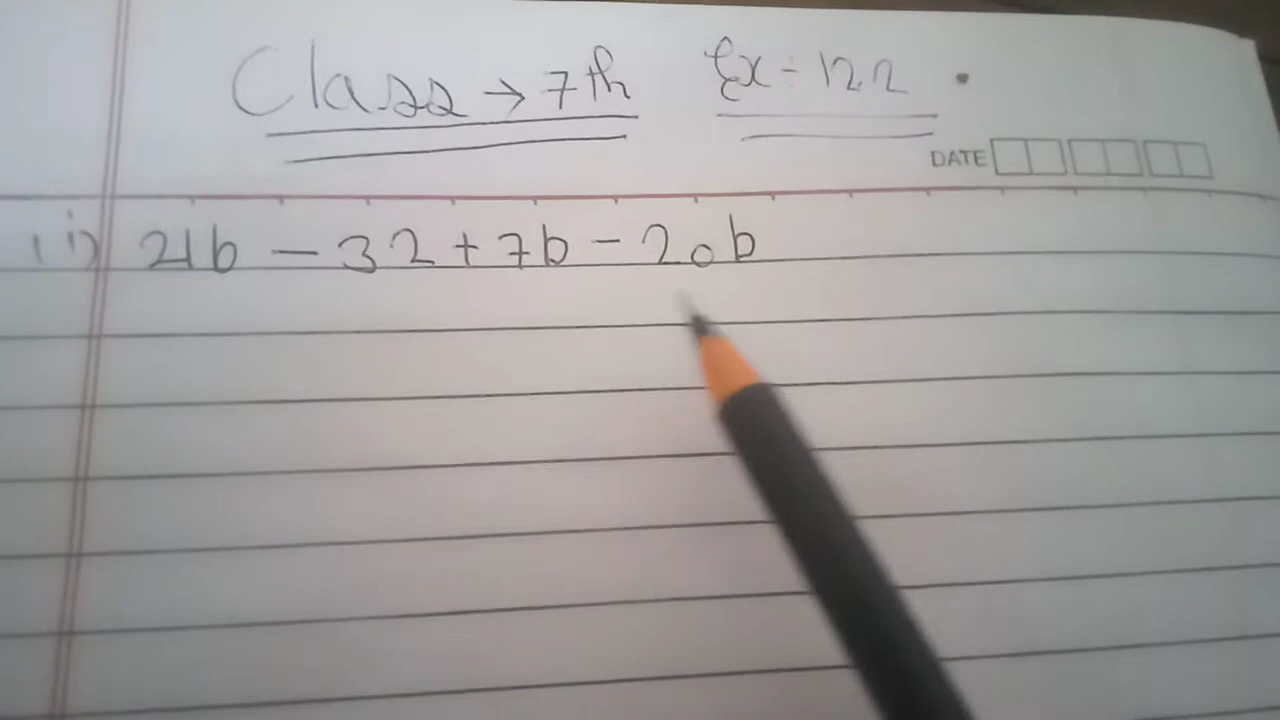 Class → 7th Ex - 12.2 .
DATE
(i) 21b - 32 + 7b - 20b